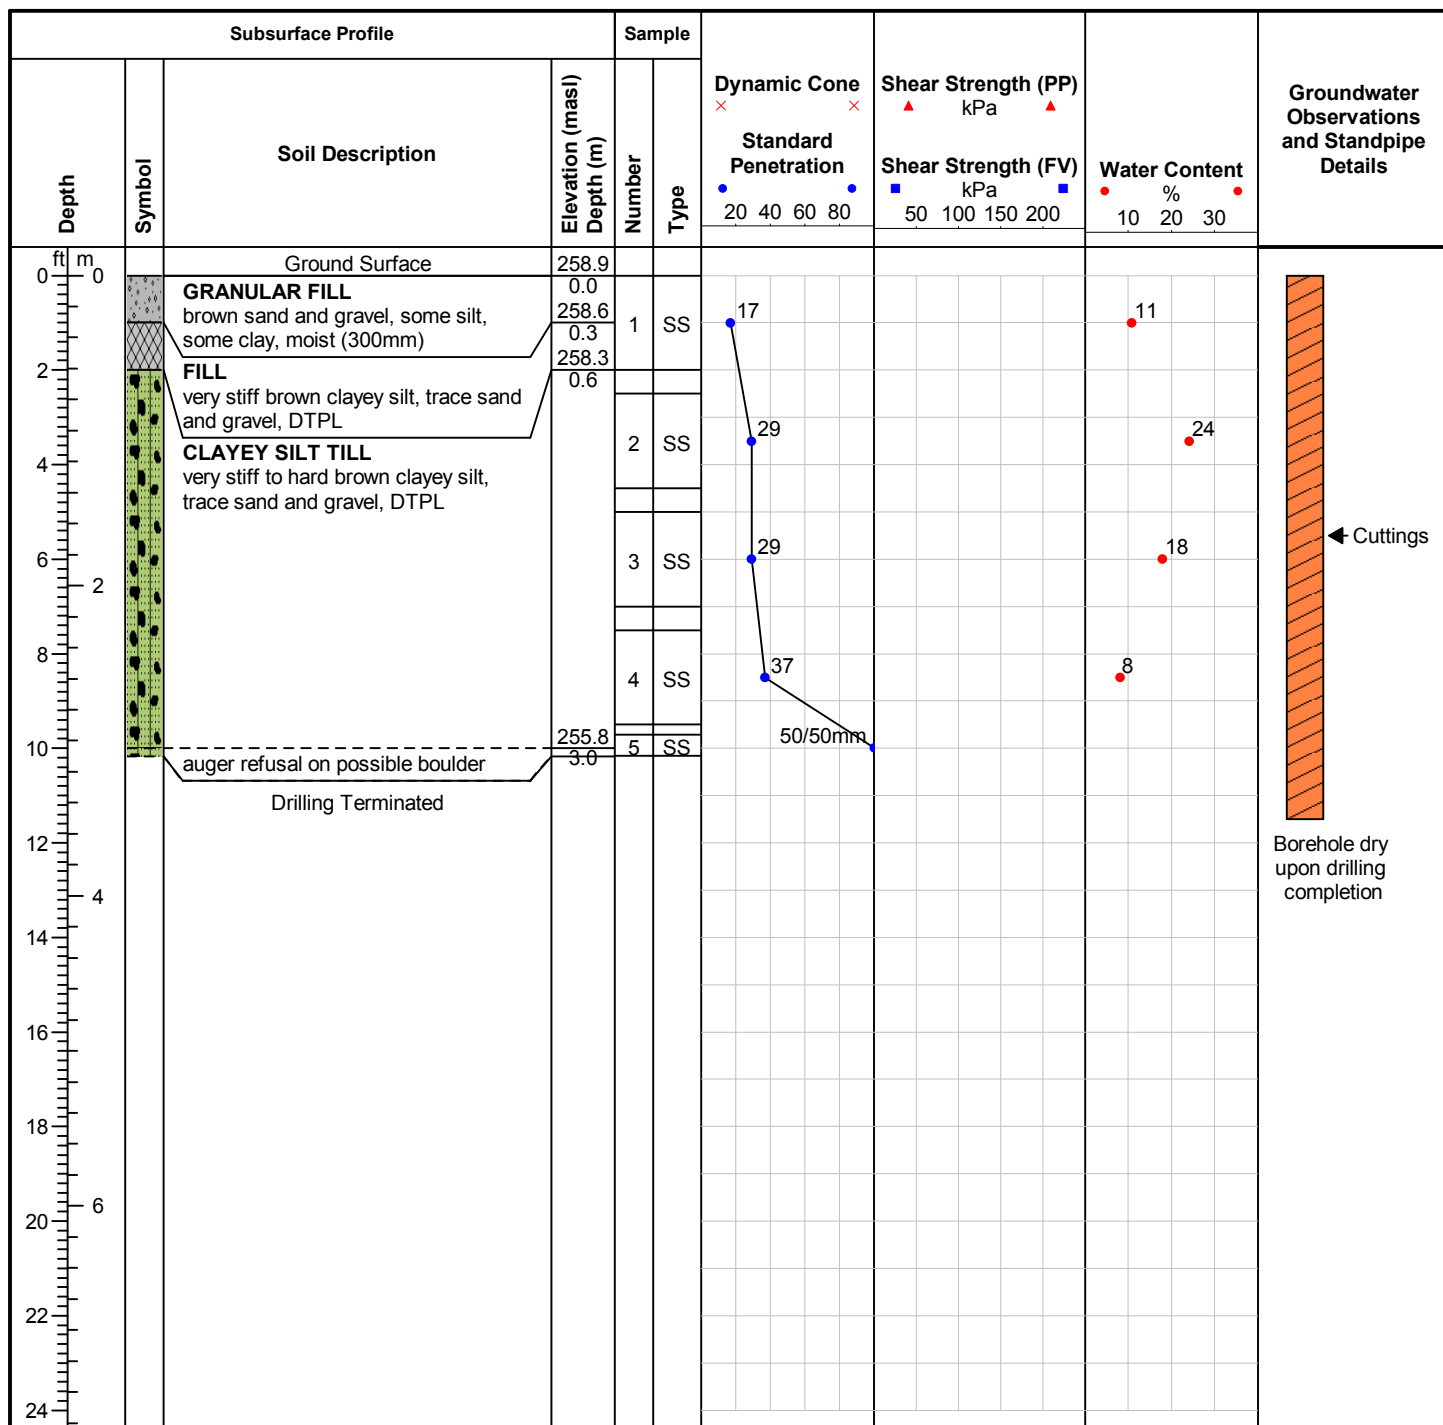 Subsurface Profile
Sample
Depth
Symbol
Soil Description
Elevation (masl)
Depth (m)
Number
Type
Dynamic Cone
Standard
Penetration
20 40 60 80
Shear Strength (PP)
kPa
Shear Strength (FV)
kPa
50 100 150 200
Water Content
%
10 20 30
Groundwater
Observations
and Standpipe
Details
ft m
0 0
2
4
6
2
8
10
12
4
14
16
18
6
20
22
24
Ground Surface
258.9
0.0
GRANULAR FILL
brown sand and gravel, some silt,
some clay, moist (300mm)
258.6
0.3
258.3
0.6
FILL
very stiff brown clayey silt, trace sand
and gravel, DTPL
CLAYEY SILT TILL
very stiff to hard brown clayey silt,
trace sand and gravel, DTPL
255.8
3.0
auger refusal on possible boulder
Drilling Terminated
1 SS
2 SS
3 SS
4 SS
5 SS
17
29
29
37
50/50mm
11
24
18
8
Cuttings
Borehole dry
upon drilling
completion